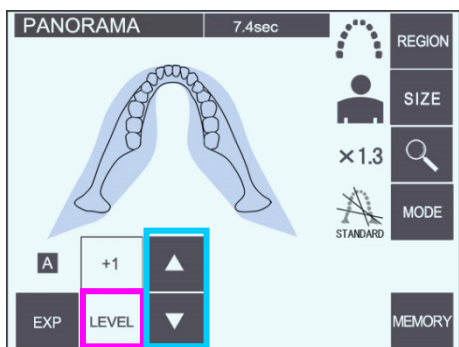 PANORAMA 7.4sec
REGION
SIZE
×1.3
MODE
STANDARD
A +1
EXP LEVEL MEMORY